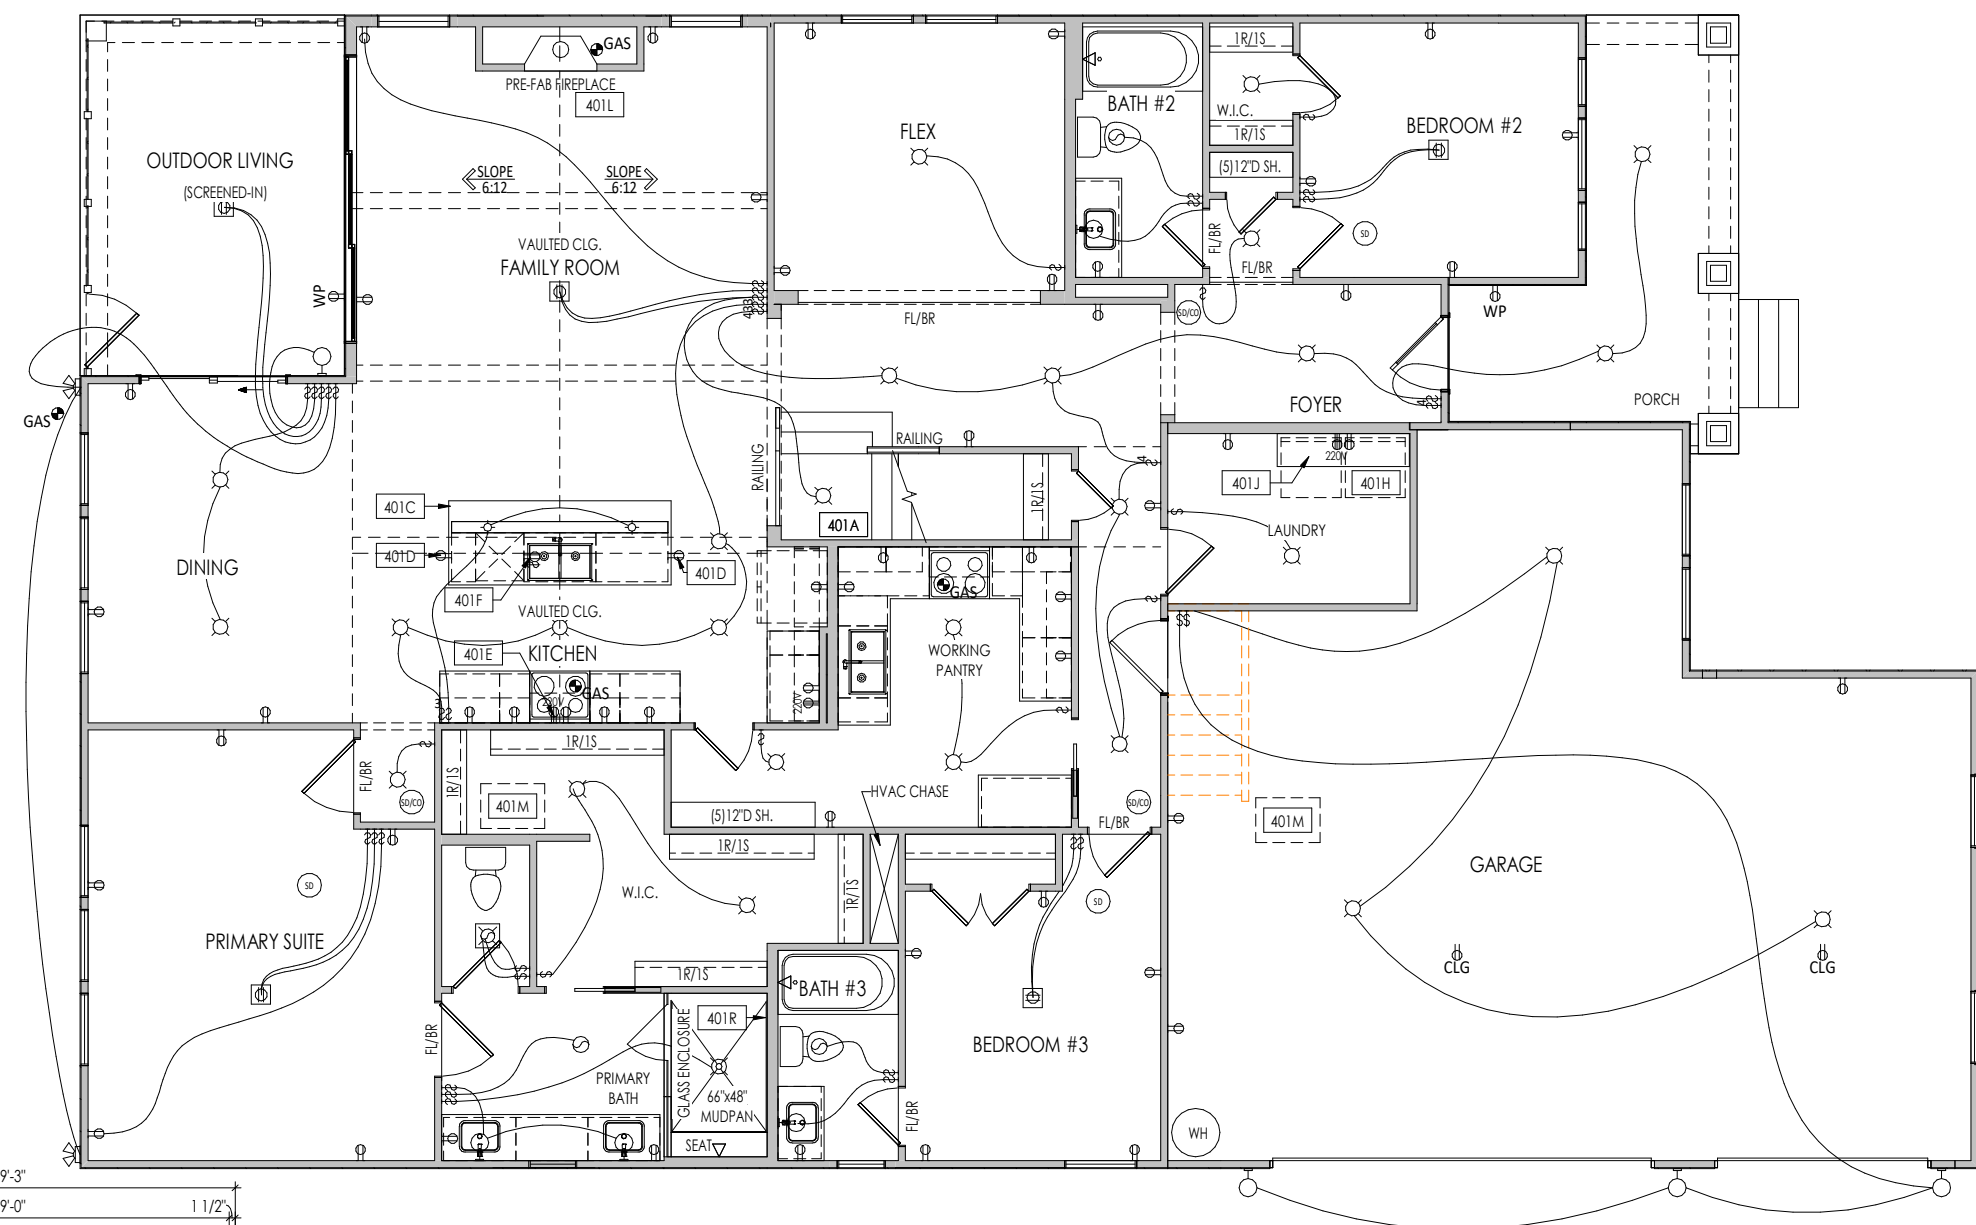 GAS
PRE-FAB FIREPLACE
401L
OUTDOOR LIVING
(SCREENED-IN)
SLOPE
6:12
SLOPE
6:12
VAULTED CLG.
FAMILY ROOM
WP
FLEX
FL/BR
BATH #2
1R/1S
W.I.C.
1R/1S
(5)12"D SH.
FL/BR
FL/BR
BEDROOM #2
SD
SD/CO
WP
FOYER
4
PORCH
GAS
433
RAILING
RAILING
401A
1R/1S
4
220V
401J
401H
LAUNDRY
401C
401D
401D
401F
VAULTED CLG.
DINING
401E
KITCHEN
GAS
220V
3
220V
GAS
WORKING
PANTRY
1R/1S
1R/1S
FL/BR
SD/CO
401M
(5)12"D SH.
HVAC CHASE
SD/CO
FL/BR
401M
GARAGE
CLG
CLG
SD
PRIMARY SUITE
W.I.C.
1R/1S
1R/1S
1R/1S
SD
BEDROOM #3
BATH #3
401R
FL/BR
GLASS ENCLOSURE
66"x48"
MUDPAN
SEAT
PRIMARY
BATH
FL/BR
WH
9'-3"
9'-0"
1 1/2"